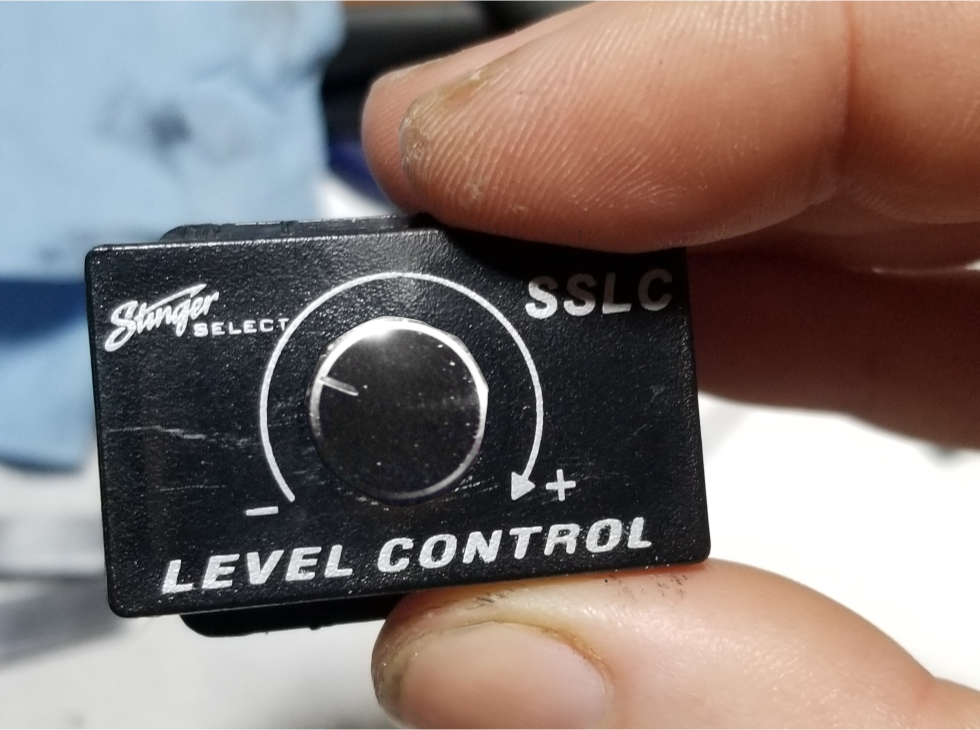 Stinger SELECT
SSLC
- +
LEVEL CONTROL